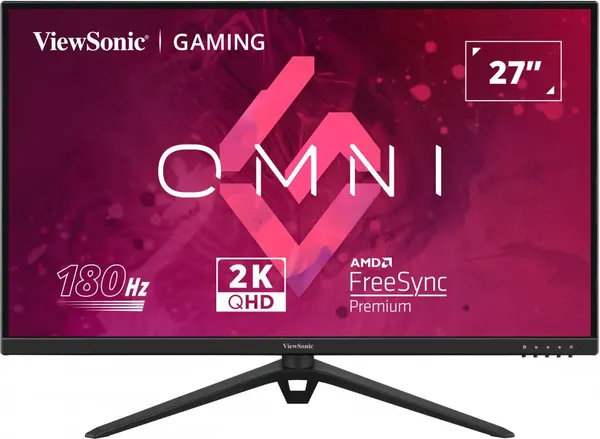 ViewSonic® | GAMING
27″
OMNI
180Hz
2K
QHD
AMD
FreeSync
Premium
ViewSonic